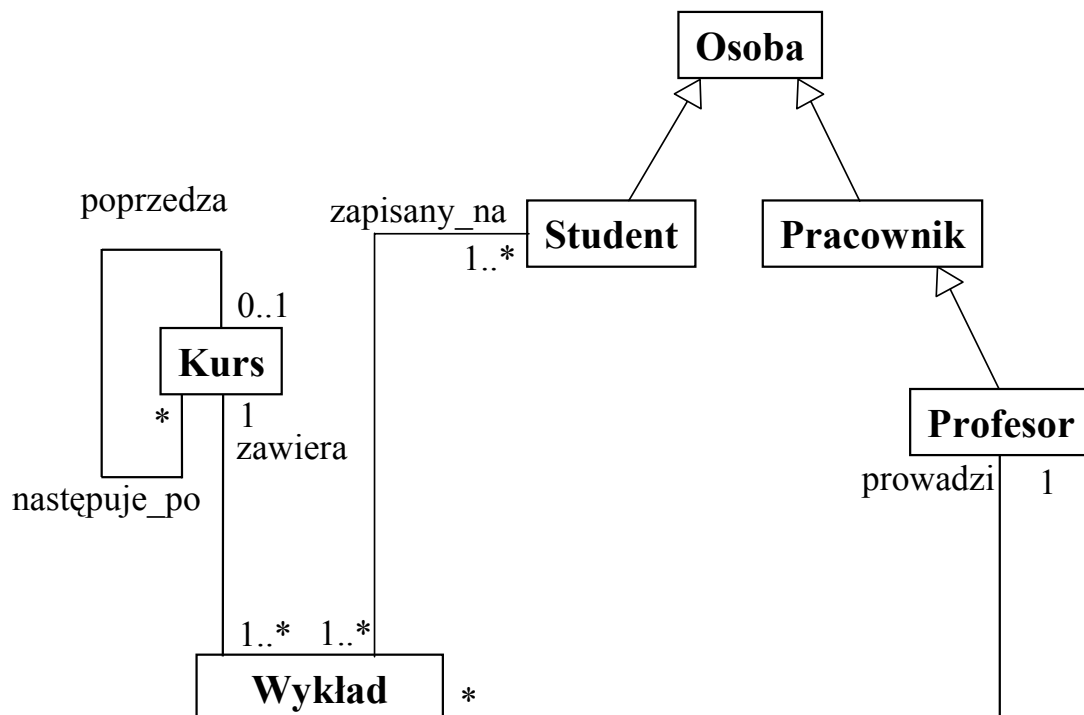 Osoba
poprzedza
zapisany_na
Student
Pracownik
1..*
0..1
Kurs
*
1
zawiera
Profesor
następuje_po
prowadzi
1
1..*
1..*
Wykład
*